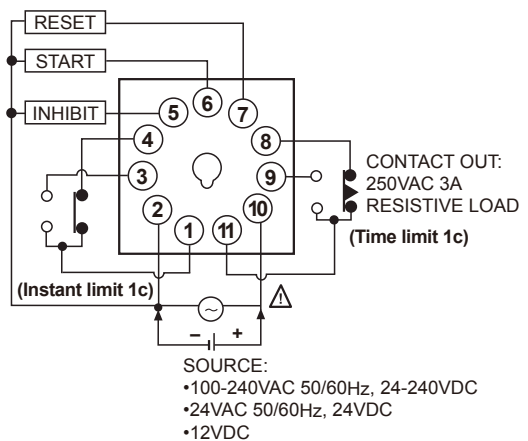 RESET
START
INHIBIT
6
5
7
4
8
3
9
2
10
1
11
CONTACT OUT:
250VAC 3A
RESISTIVE LOAD
(Time limit 1c)
(Instant limit 1c)
~
!
− +
SOURCE:
•100-240VAC 50/60Hz, 24-240VDC
•24VAC 50/60Hz, 24VDC
•12VDC